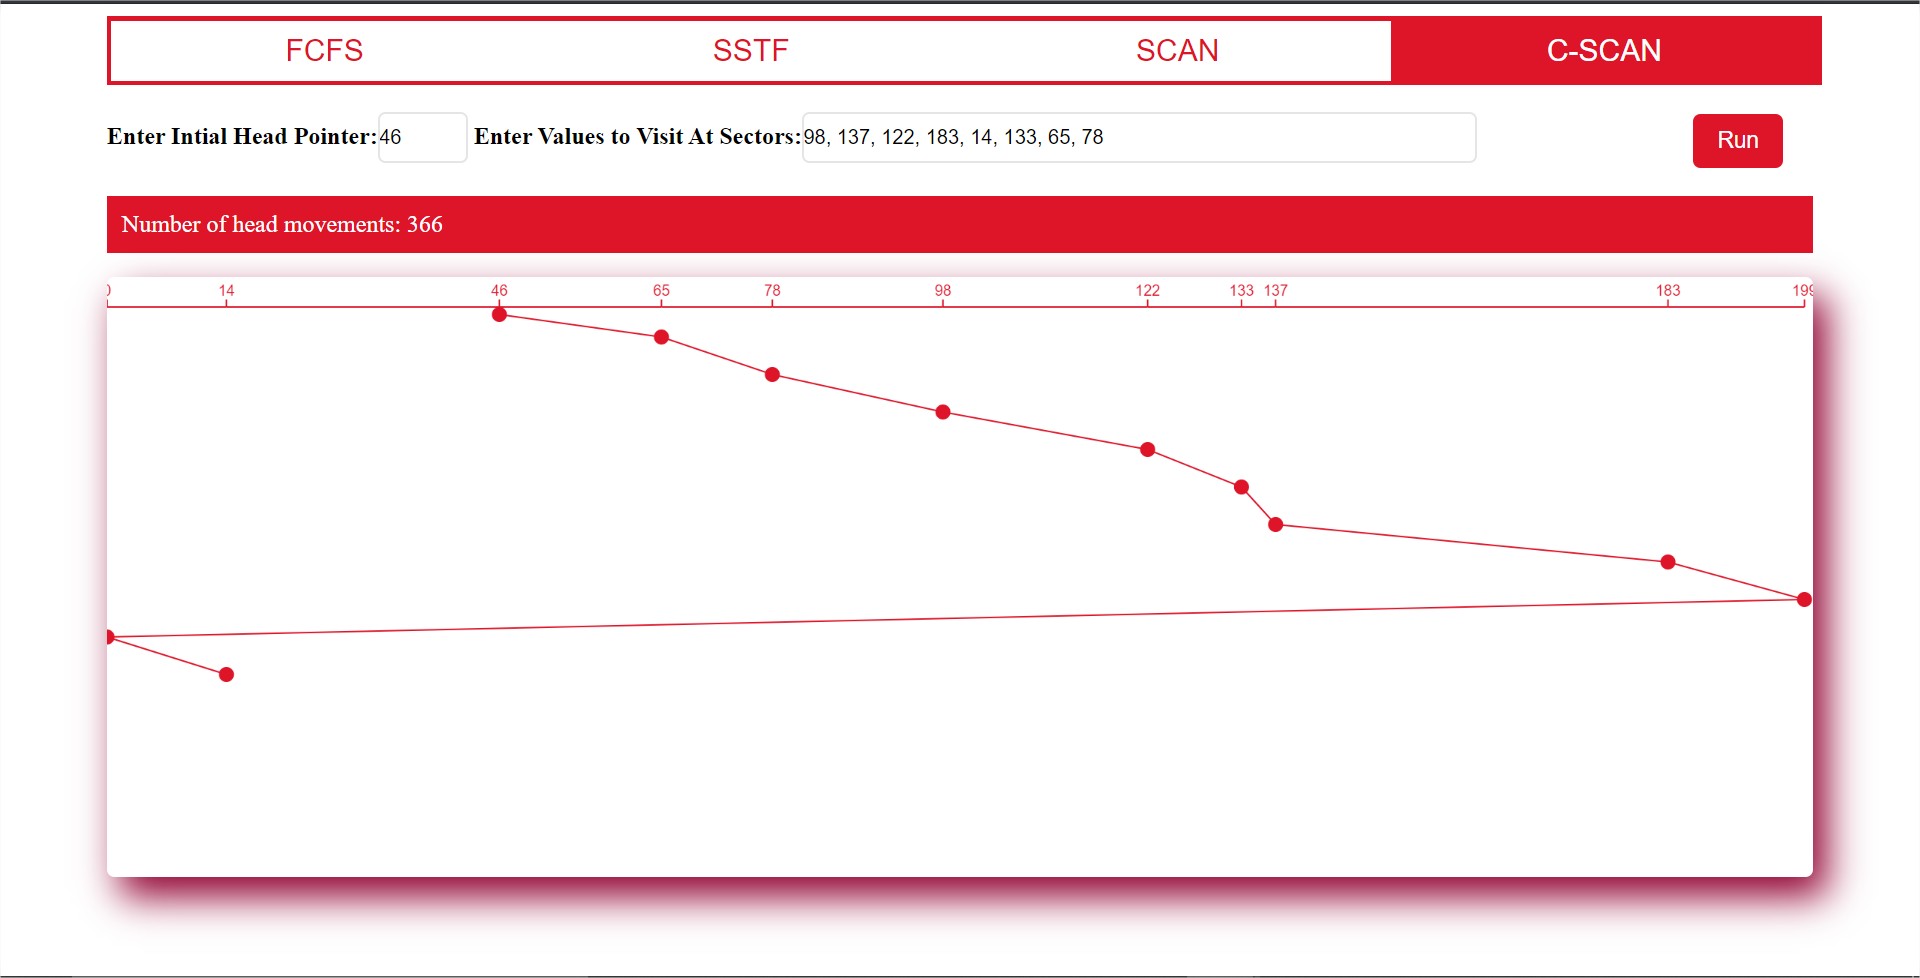 FCFS SSTF SCAN C-SCAN
Enter Intial Head Pointer: 46 Enter Values to Visit At Sectors: 98, 137, 122, 183, 14, 133, 65, 78 Run
Number of head movements: 366
0 14 46 65 78 98 122 133 137 183 199